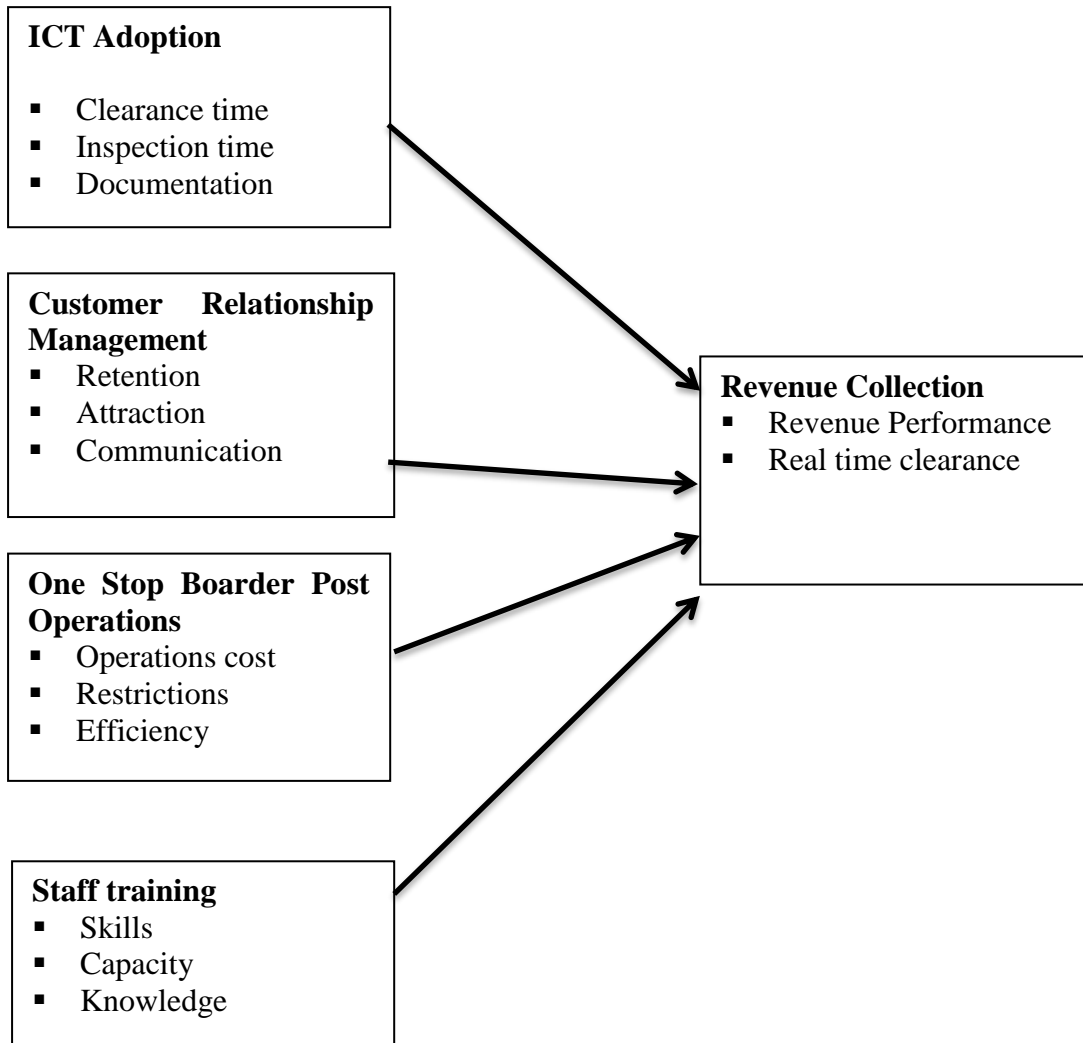 ICT Adoption
▪ Clearance time
▪ Inspection time
▪ Documentation
Customer Relationship
Management
▪ Retention
▪ Attraction
▪ Communication
One Stop Boarder Post
Operations
▪ Operations cost
▪ Restrictions
▪ Efficiency
Staff training
▪ Skills
▪ Capacity
▪ Knowledge
Revenue Collection
▪ Revenue Performance
▪ Real time clearance